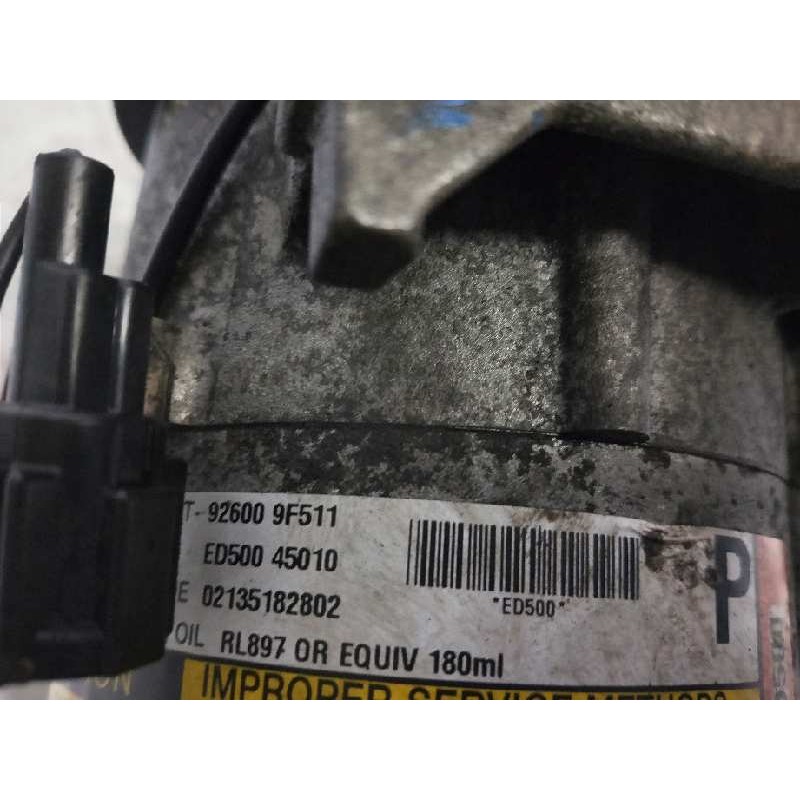 T- 92600 9F511
ED500 45010
E 02135182802
OIL RL897 OR EQUIV 180ml
*ED500*
P
IMPROPER SERVICE METHODS